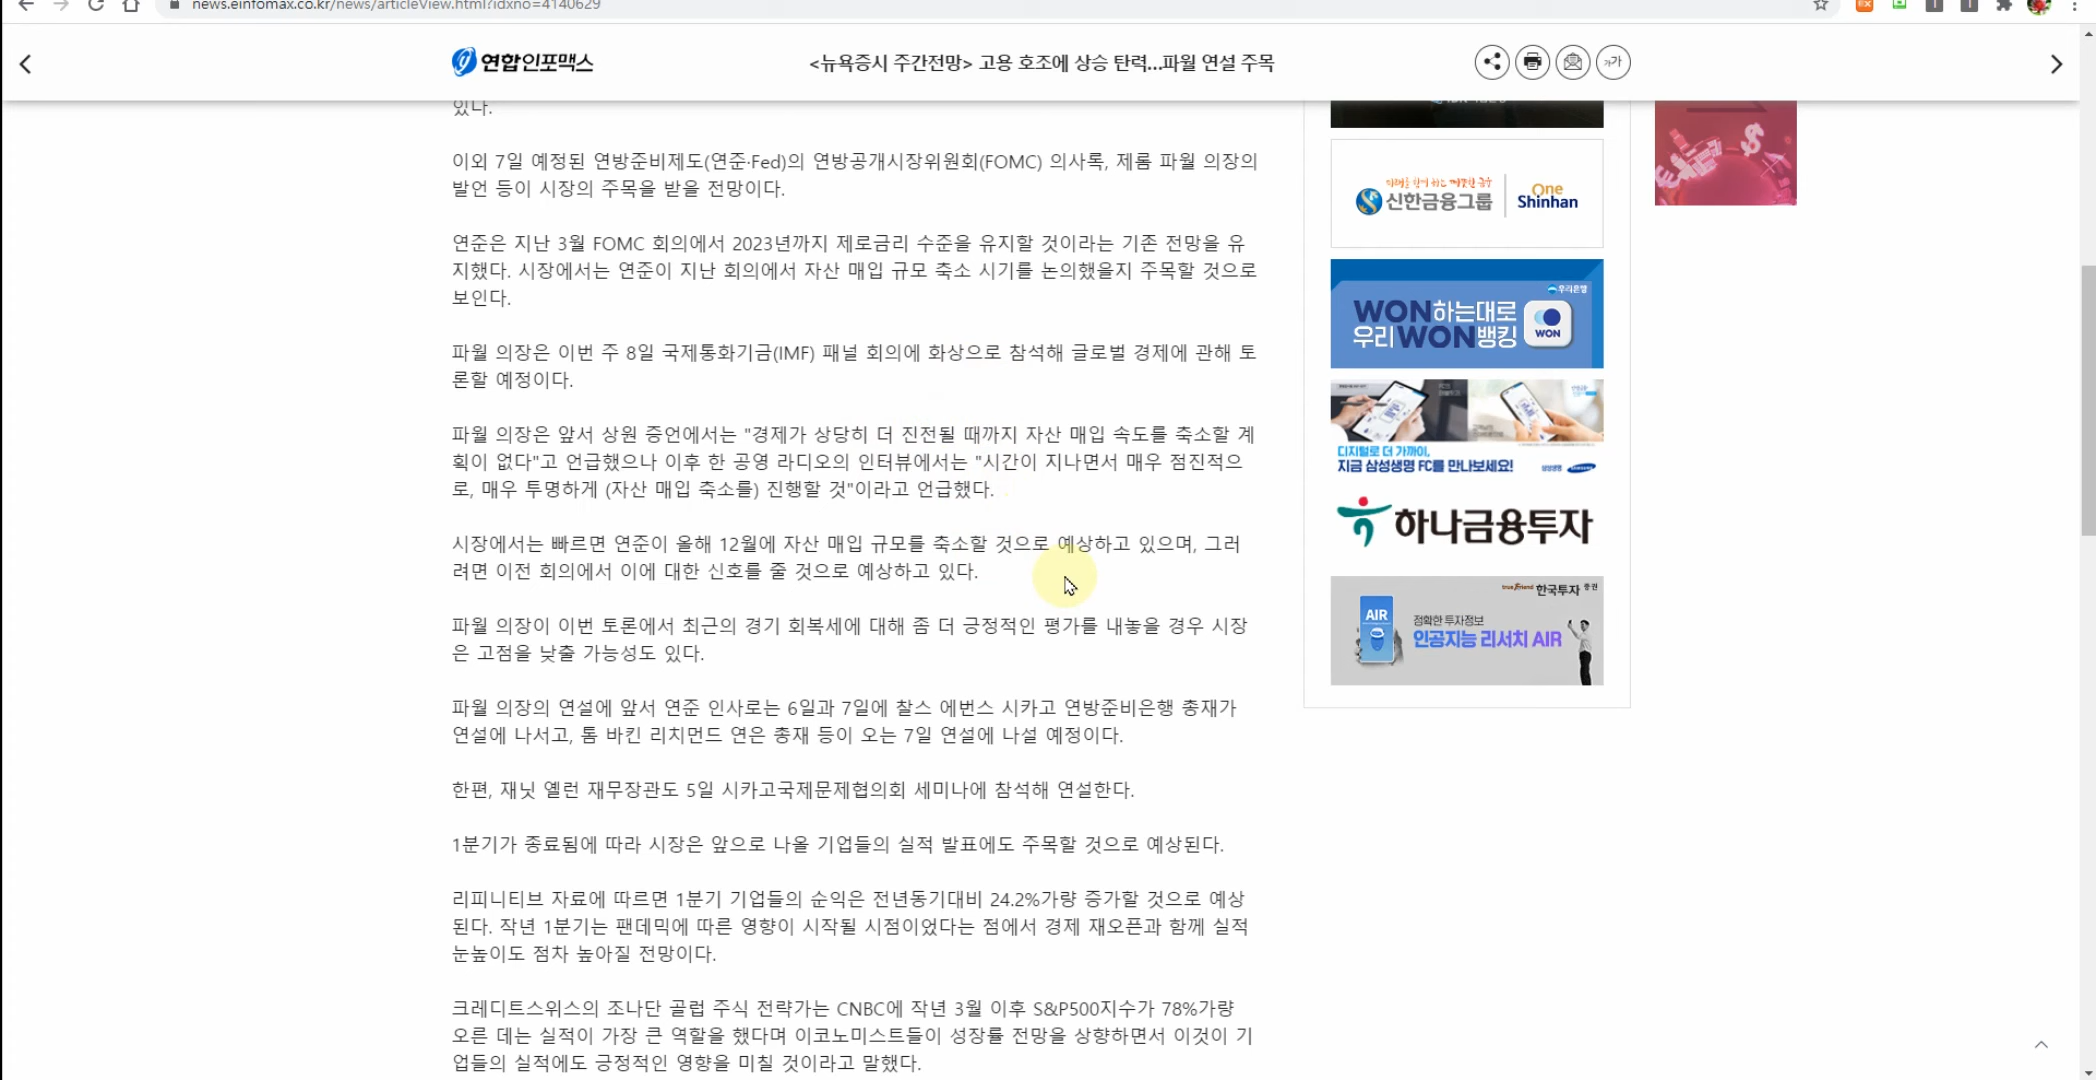 news.einfomax.co.kr/news/articleView.html?idxno=4140629
연합인포맥스
<뉴욕증시 주간전망> 고용 호조에 상승 탄력...파월 연설 주목
가가
있다.
이외 7일 예정된 연방준비제도(연준·Fed)의 연방공개시장위원회(FOMC) 의사록, 제롬 파월 의장의
발언 등이 시장의 주목을 받을 전망이다.
연준은 지난 3월 FOMC 회의에서 2023년까지 제로금리 수준을 유지할 것이라는 기존 전망을 유
지했다. 시장에서는 연준이 지난 회의에서 자산 매입 규모 축소 시기를 논의했을지 주목할 것으로
보인다.
파월 의장은 이번 주 8일 국제통화기금(IMF) 패널 회의에 화상으로 참석해 글로벌 경제에 관해 토
론할 예정이다.
파월 의장은 앞서 상원 증언에서는 "경제가 상당히 더 진전될 때까지 자산 매입 속도를 축소할 계
획이 없다"고 언급했으나 이후 한 공영 라디오의 인터뷰에서는 "시간이 지나면서 매우 점진적으
로, 매우 투명하게 (자산 매입 축소를) 진행할 것"이라고 언급했다.
시장에서는 빠르면 연준이 올해 12월에 자산 매입 규모를 축소할 것으로 예상하고 있으며, 그러
려면 이전 회의에서 이에 대한 신호를 줄 것으로 예상하고 있다.
파월 의장이 이번 토론에서 최근의 경기 회복세에 대해 좀 더 긍정적인 평가를 내놓을 경우 시장
은 고점을 낮출 가능성도 있다.
파월 의장의 연설에 앞서 연준 인사로는 6일과 7일에 찰스 에번스 시카고 연방준비은행 총재가
연설에 나서고, 톰 바킨 리치먼드 연은 총재 등이 오는 7일 연설에 나설 예정이다.
한편, 재닛 옐런 재무장관도 5일 시카고국제문제협의회 세미나에 참석해 연설한다.
1분기가 종료됨에 따라 시장은 앞으로 나올 기업들의 실적 발표에도 주목할 것으로 예상된다.
리피니티브 자료에 따르면 1분기 기업들의 순익은 전년동기대비 24.2%가량 증가할 것으로 예상
된다. 작년 1분기는 팬데믹에 따른 영향이 시작될 시점이었다는 점에서 경제 재오픈과 함께 실적
눈높이도 점차 높아질 전망이다.
크레디트스위스의 조나단 골럽 주식 전략가는 CNBC에 작년 3월 이후 S&P500지수가 78%가량
오른 데는 실적이 가장 큰 역할을 했다며 이코노미스트들이 성장률 전망을 상향하면서 이것이 기
업들의 실적에도 긍정적인 영향을 미칠 것이라고 말했다.
미래를 함께 하는 따뜻한 금융
신한금융그룹
One
Shinhan
우리은행
WON하는대로
우리WON뱅킹
WON
디지털로 더 가까이,
지금 삼성생명 FC를 만나보세요!
삼성생명
SAMSUNG
하나금융투자
true friend 한국투자증권
AIR
정확한 투자정보
인공지능 리서치 AIR